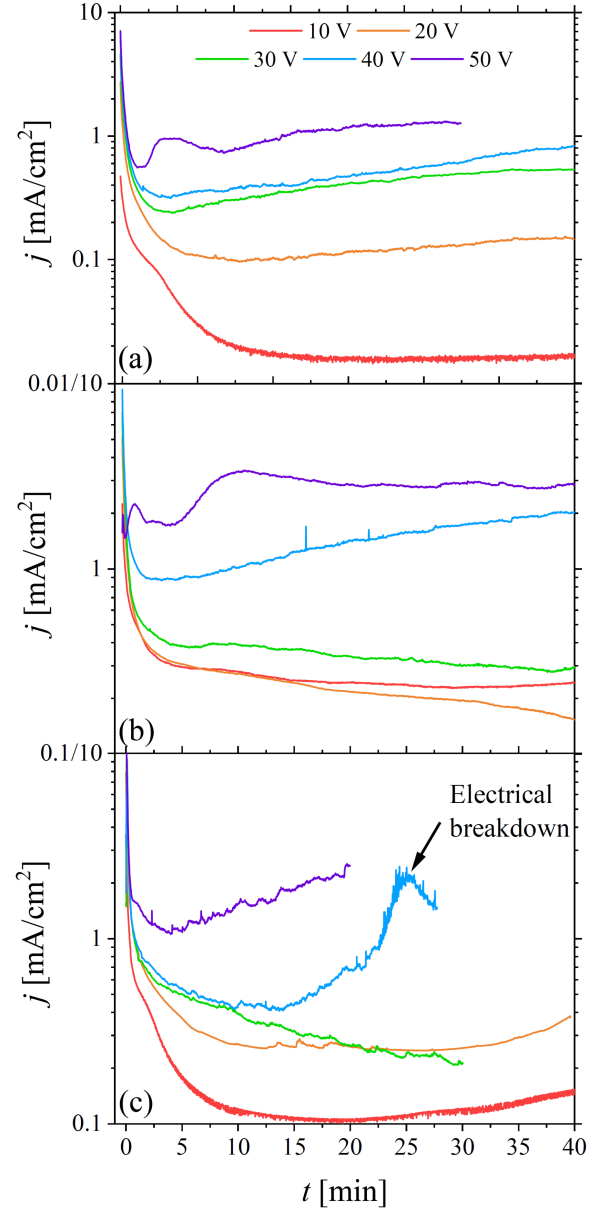 10
10 V
20 V
30 V
40 V
50 V
1
j [mA/cm²]
0.1
(a)
0.01/10
1
j [mA/cm²]
(b)
0.1/10
Electrical
breakdown
1
j [mA/cm²]
(c)
0.1
0 5 10 15 20 25 30 35 40
t [min]